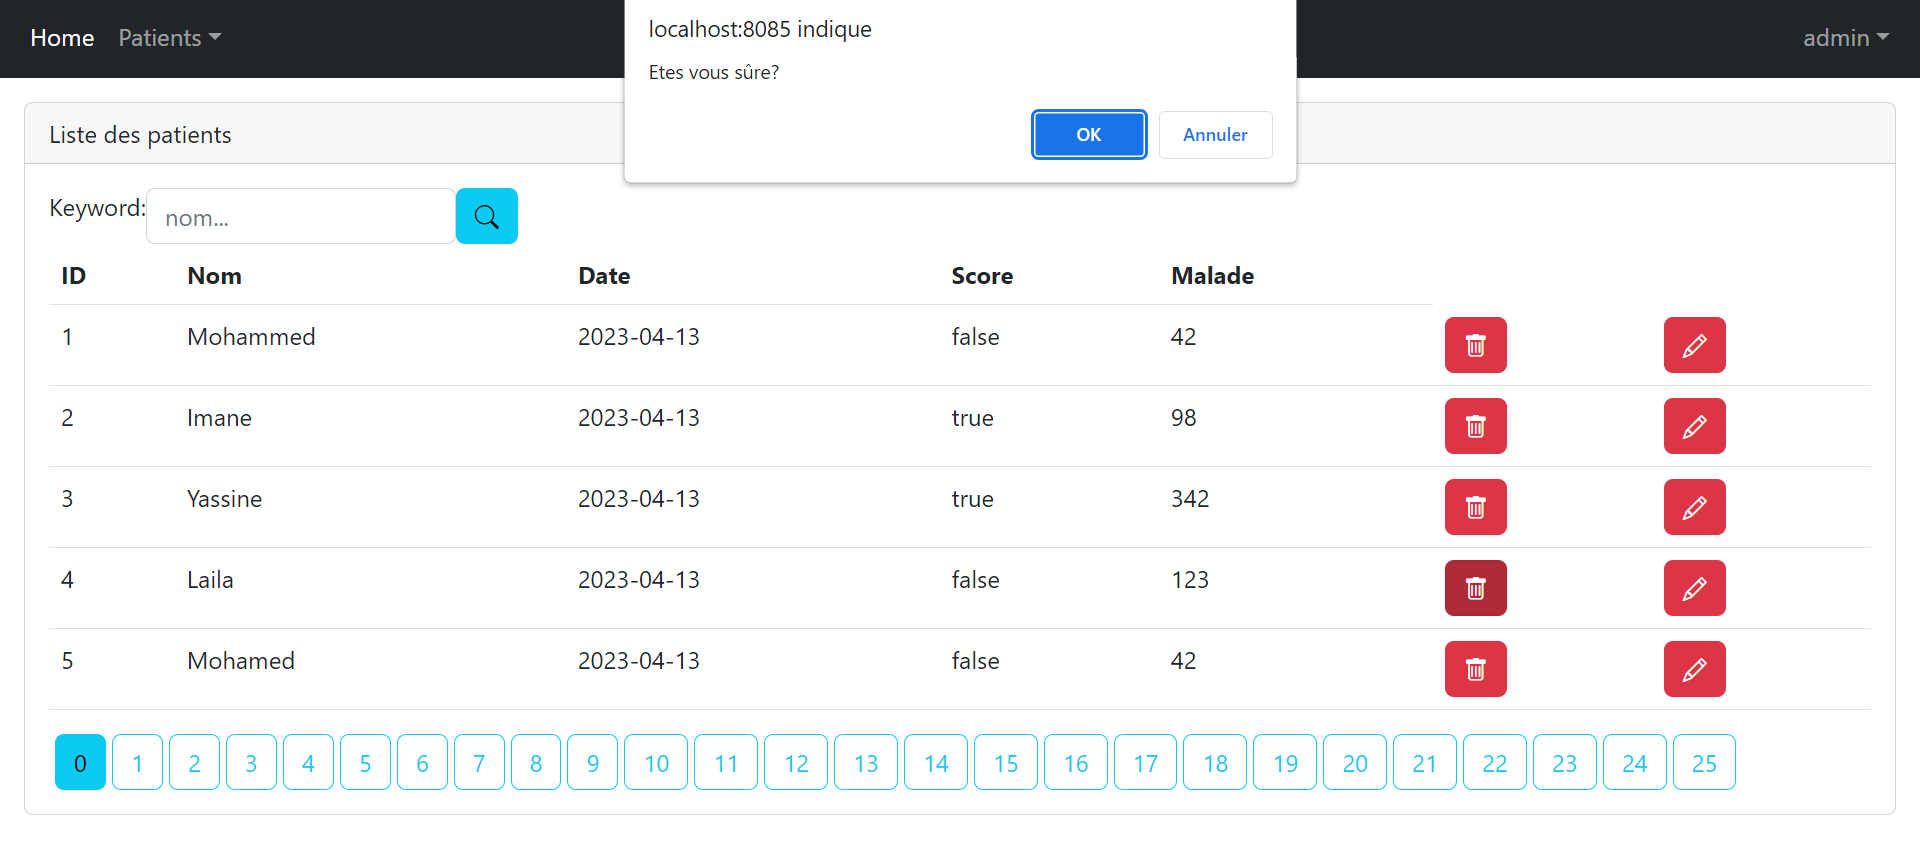 Home Patients admin
localhost:8085 indique
Etes vous sûre?
OK Annuler
Liste des patients
Keyword: nom...
ID Nom Date Score Malade
1 Mohammed 2023-04-13 false 42
2 Imane 2023-04-13 true 98
3 Yassine 2023-04-13 true 342
4 Laila 2023-04-13 false 123
5 Mohamed 2023-04-13 false 42
0 1 2 3 4 5 6 7 8 9 10 11 12 13 14 15 16 17 18 19 20 21 22 23 24 25